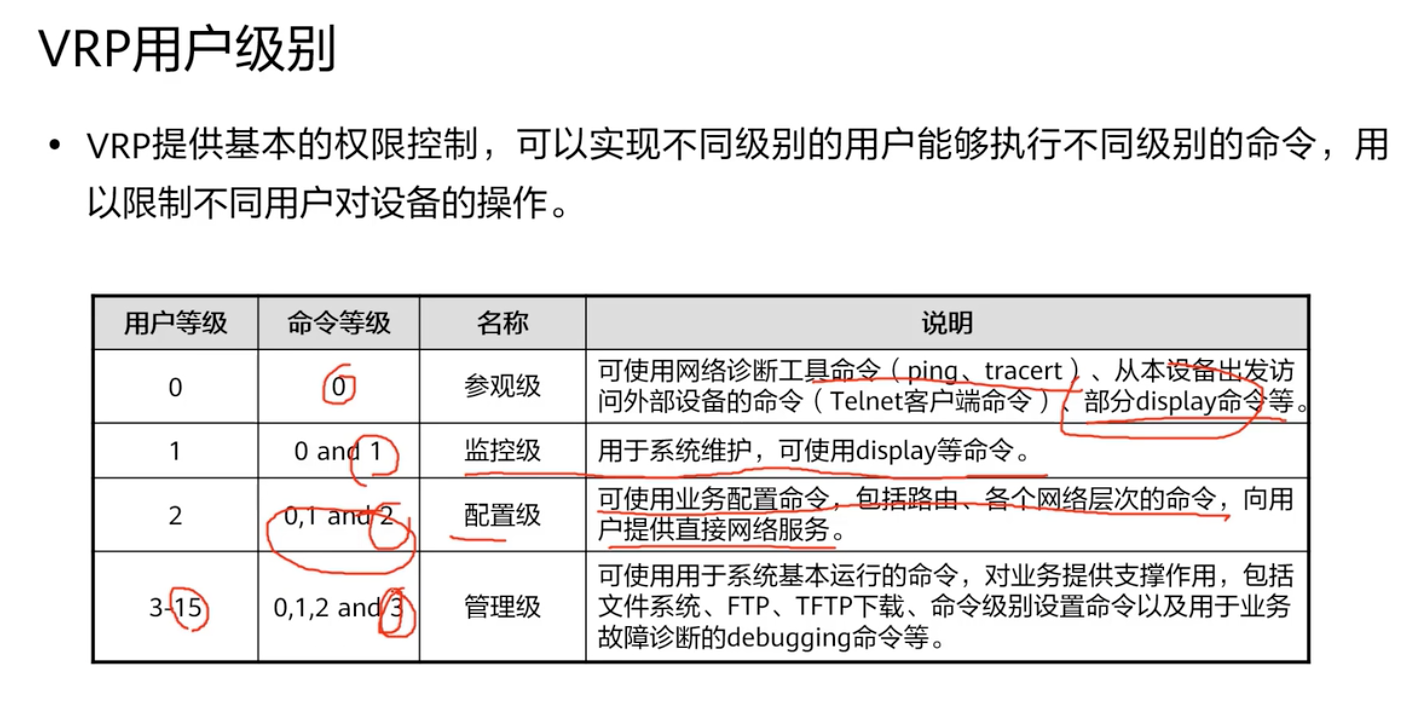 VRP用户级别
• VRP提供基本的权限控制，可以实现不同级别的用户能够执行不同级别的命令，用
以限制不同用户对设备的操作。
用户等级 命令等级 名称 说明
0 0 参观级 可使用网络诊断工具命令（ping、tracert）、从本设备出发访
问外部设备的命令（Telnet客户端命令）、部分display命令等。
1 0 and 1 监控级 用于系统维护，可使用display等命令。
2 0,1 and 2 配置级 可使用业务配置命令，包括路由、各个网络层次的命令，向用
户提供直接网络服务。
3-15 0,1,2 and 3 管理级 可使用用于系统基本运行的命令，对业务提供支撑作用，包括
文件系统、FTP、TFTP下载、命令级别设置命令以及用于业务
故障诊断的debugging命令等。